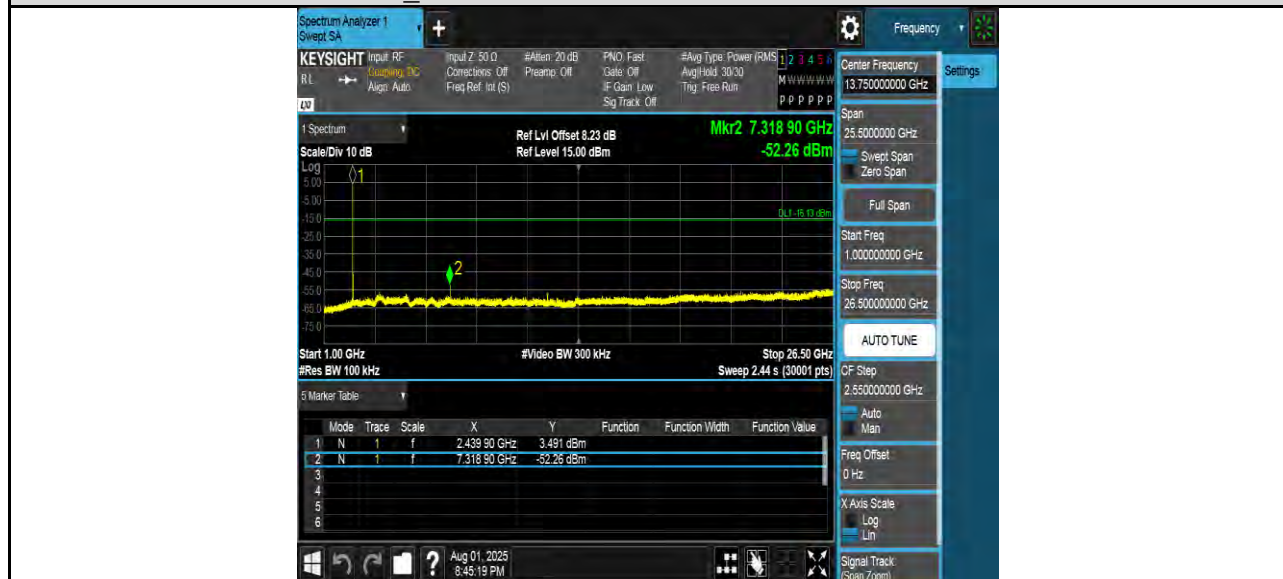 Spectrum Analyzer 1
Swept SA
+
Frequency
KEYSIGHT Input: RF Input Z: 50 Ω #Atten: 20 dB PNO: Fast #Avg Type: Power (RMS 1 2 3 4 5 6
RL Coupling: DC Corrections: Off Preamp: Off Gate: Off Avg|Hold: 30/30 M W W W W W
Align: Auto Freq Ref: Int (S) IF Gain: Low Trig: Free Run
Sig Track: Off P P P P P P
LXI
Center Frequency
13.750000000 GHz
Settings
1 Spectrum
Ref Lvl Offset 8.23 dB
Mkr2 7.318 90 GHz
Scale/Div 10 dB
Ref Level 15.00 dBm
-52.26 dBm
Log
5.00
-5.00
-15.0
-25.0
-35.0
-45.0
-55.0
-65.0
-75.0
1
2
DL1 -16.13 dBm
Start 1.00 GHz
#Video BW 300 kHz
Stop 26.50 GHz
#Res BW 100 kHz
Sweep 2.44 s (30001 pts)
Span
25.5000000 GHz
Swept Span
Zero Span
Full Span
Start Freq
1.000000000 GHz
Stop Freq
26.500000000 GHz
AUTO TUNE
CF Step
2.550000000 GHz
Auto
Man
Freq Offset
0 Hz
X Axis Scale
Log
Lin
Signal Track
(Span Zoom)
5 Marker Table
Mode Trace Scale X Y Function Function Width Function Value
1 N 1 f 2.439 90 GHz 3.491 dBm
2 N 1 f 7.318 90 GHz -52.26 dBm
3
4
5
6
? Aug 01, 2025
8:45:19 PM